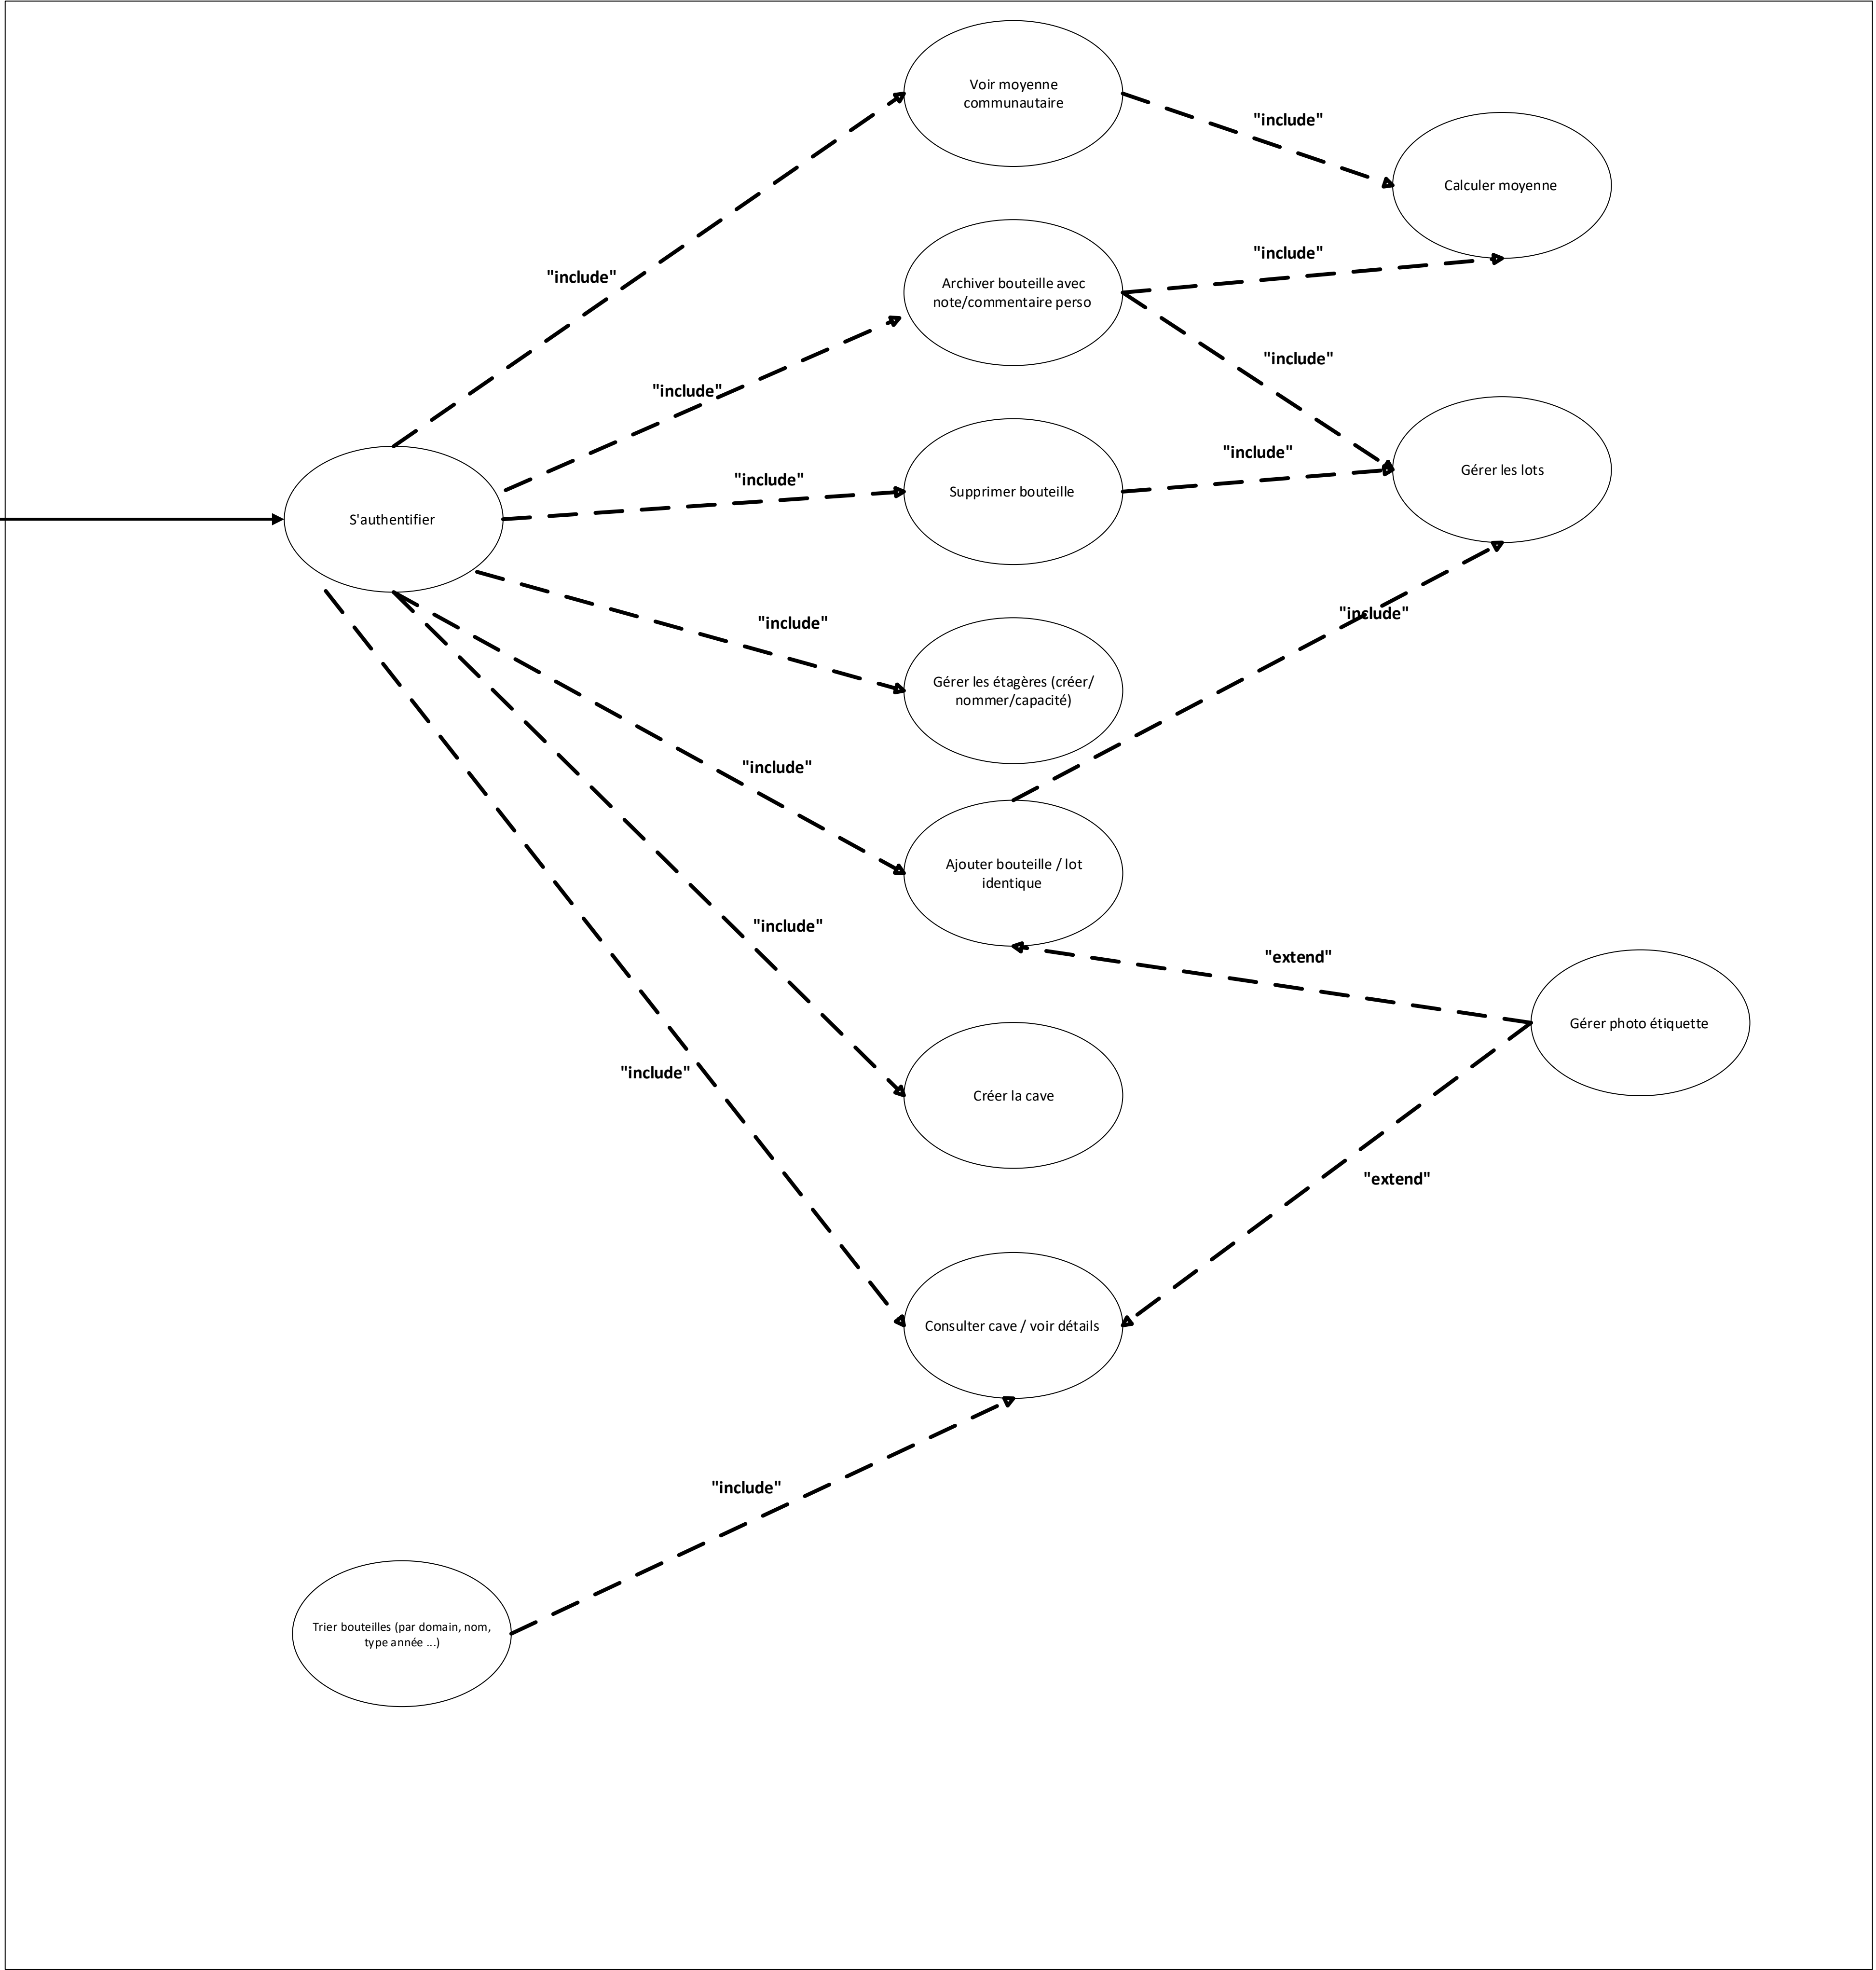 Voir moyenne
communautaire
"include"
Calculer moyenne
"include"
"include"
Archiver bouteille avec
note/commentaire perso
"include"
"include"
"include"
Gérer les lots
"include"
Supprimer bouteille
S'authentifier
"include"
"include"
Gérer les étagères (créer/
nommer/capacité)
"include"
Ajouter bouteille / lot
identique
"include"
"extend"
Gérer photo étiquette
"include"
Créer la cave
"extend"
Consulter cave / voir détails
"include"
Trier bouteilles (par domain, nom,
type année ...)